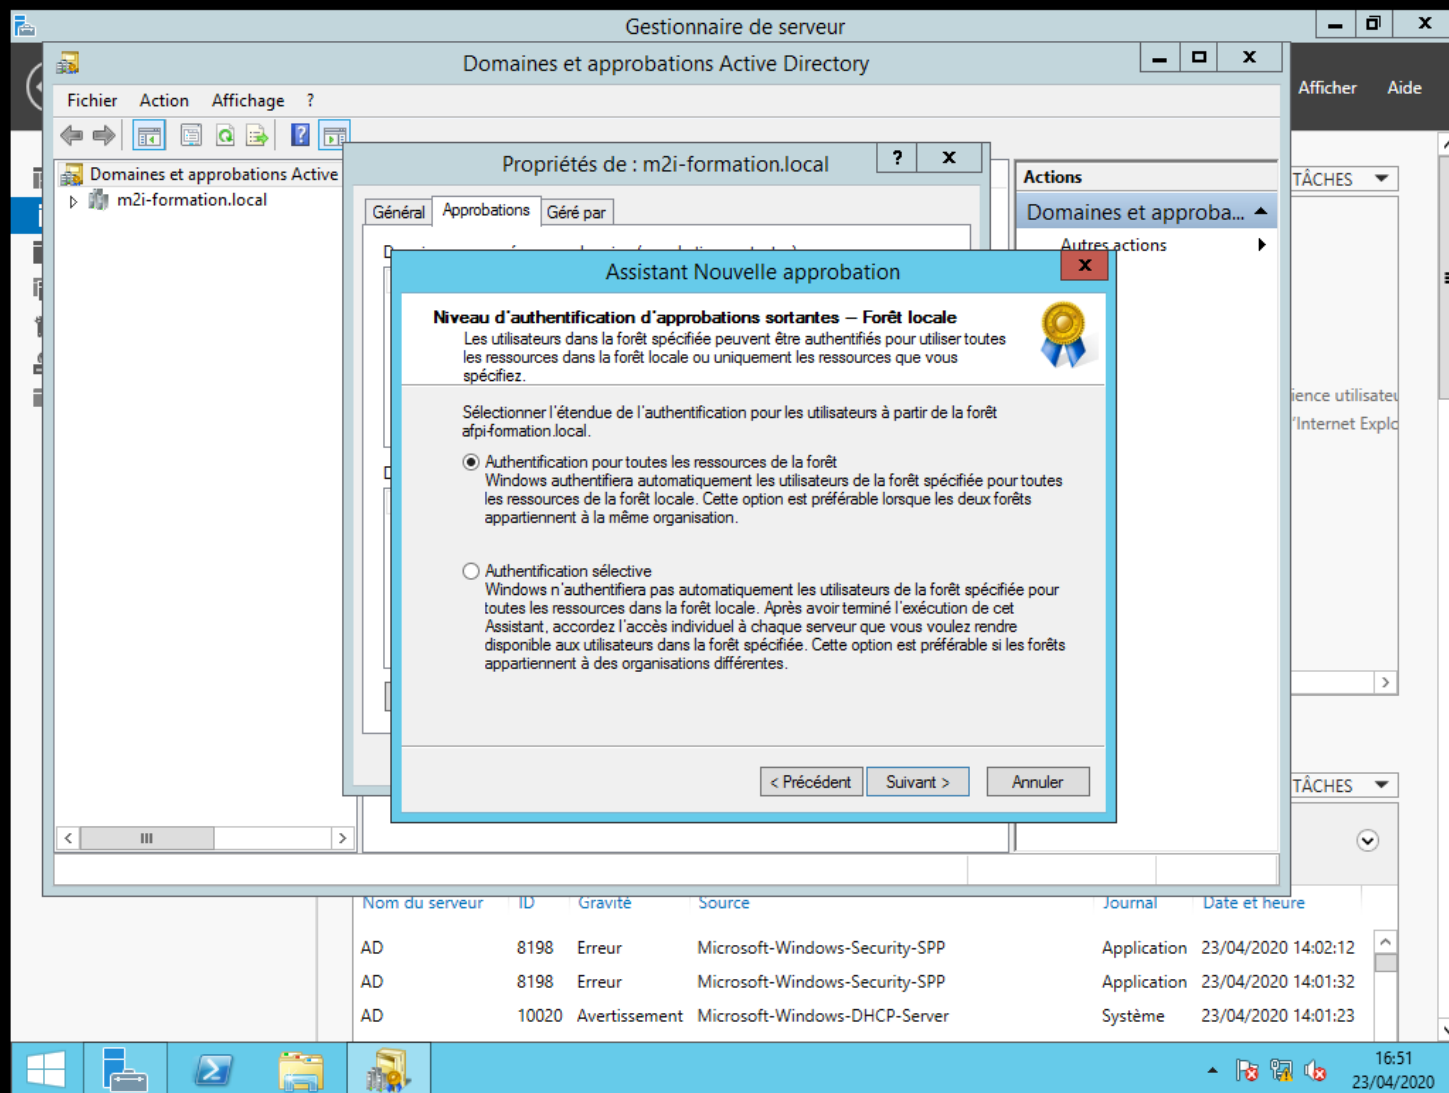 Gestionnaire de serveur
Domaines et approbations Active Directory
Afficher Aide
Fichier Action Affichage ?
Domaines et approbations Active
m2i-formation.local
Propriétés de : m2i-formation.local
? x
Général Approbations Géré par
Actions
Domaines et approba...
Autres actions
TÂCHES
Assistant Nouvelle approbation
Niveau d'authentification d'approbations sortantes – Forêt locale
Les utilisateurs dans la forêt spécifiée peuvent être authentifiés pour utiliser toutes
les ressources dans la forêt locale ou uniquement les ressources que vous
spécifiez.
Sélectionner l'étendue de l'authentification pour les utilisateurs à partir de la forêt
afpi-formation.local.
Authentification pour toutes les ressources de la forêt
Windows authentifiera automatiquement les utilisateurs de la forêt spécifiée pour toutes
les ressources de la forêt locale. Cette option est préférable lorsque les deux forêts
appartiennent à la même organisation.
Authentification sélective
Windows n'authentifiera pas automatiquement les utilisateurs de la forêt spécifiée pour
toutes les ressources dans la forêt locale. Après avoir terminé l'exécution de cet
Assistant, accordez l'accès individuel à chaque serveur que vous voulez rendre
disponible aux utilisateurs dans la forêt spécifiée. Cette option est préférable si les forêts
appartiennent à des organisations différentes.
< Précédent Suivant > Annuler
ience utilisateu
'Internet Explo
TÂCHES
Nom du serveur ID Gravité Source Journal Date et heure
AD 8198 Erreur Microsoft-Windows-Security-SPP Application 23/04/2020 14:02:12
AD 8198 Erreur Microsoft-Windows-Security-SPP Application 23/04/2020 14:01:32
AD 10020 Avertissement Microsoft-Windows-DHCP-Server Système 23/04/2020 14:01:23
16:51
23/04/2020